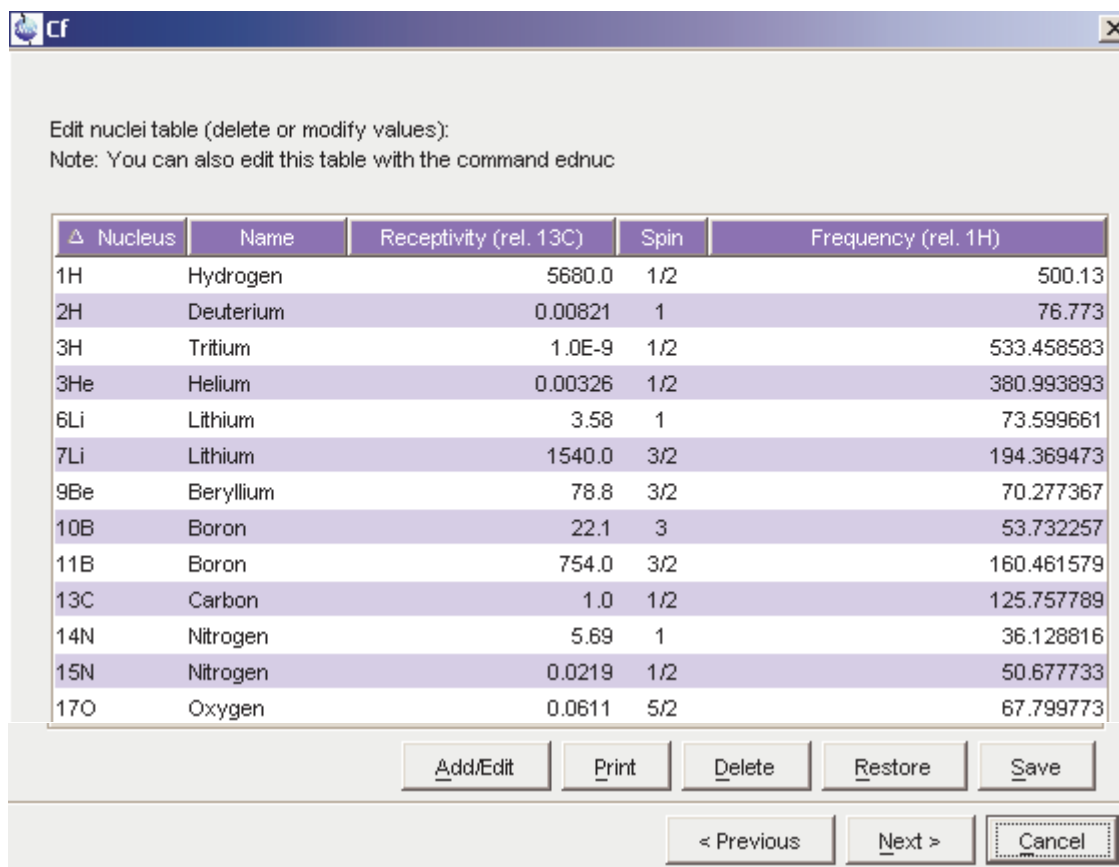 Cf
Edit nuclei table (delete or modify values):
Note: You can also edit this table with the command ednuc
Δ Nucleus Name Receptivity (rel. 13C) Spin Frequency (rel. 1H)
1H Hydrogen 5680.0 1/2 500.13
2H Deuterium 0.00821 1 76.773
3H Tritium 1.0E-9 1/2 533.458583
3He Helium 0.00326 1/2 380.993893
6Li Lithium 3.58 1 73.599661
7Li Lithium 1540.0 3/2 194.369473
9Be Beryllium 78.8 3/2 70.277367
10B Boron 22.1 3 53.732257
11B Boron 754.0 3/2 160.461579
13C Carbon 1.0 1/2 125.757789
14N Nitrogen 5.69 1 36.128816
15N Nitrogen 0.0219 1/2 50.677733
17O Oxygen 0.0611 5/2 67.799773
Add/Edit Print Delete Restore Save
< Previous Next > Cancel